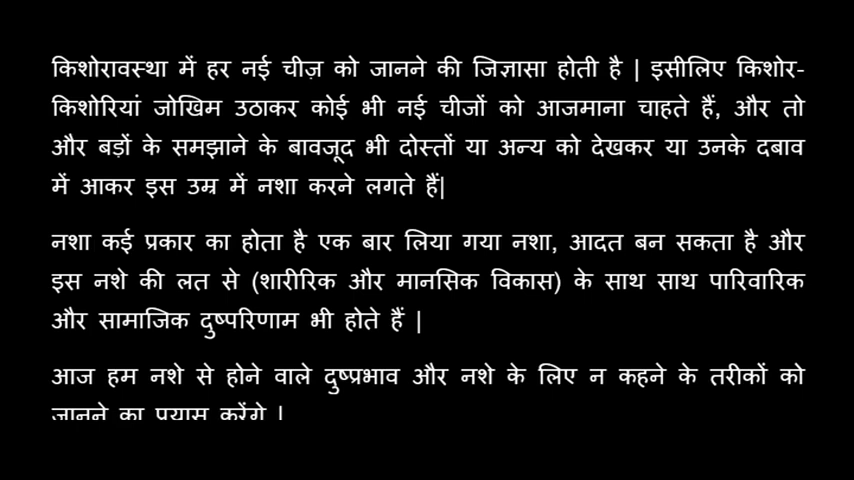 किशोरावस्था में हर नई चीज़ को जानने की जिज्ञासा होती है | इसीलिए किशोर-
किशोरियां जोखिम उठाकर कोई भी नई चीजों को आजमाना चाहते हैं, और तो
और बड़ों के समझाने के बावजूद भी दोस्तों या अन्य को देखकर या उनके दबाव
में आकर इस उम्र में नशा करने लगते हैं|
नशा कई प्रकार का होता है एक बार लिया गया नशा, आदत बन सकता है और
इस नशे की लत से (शारीरिक और मानसिक विकास) के साथ साथ पारिवारिक
और सामाजिक दुष्परिणाम भी होते हैं |
आज हम नशे से होने वाले दुष्प्रभाव और नशे के लिए न कहने के तरीकों को
जानने का प्रयास करेंगे |